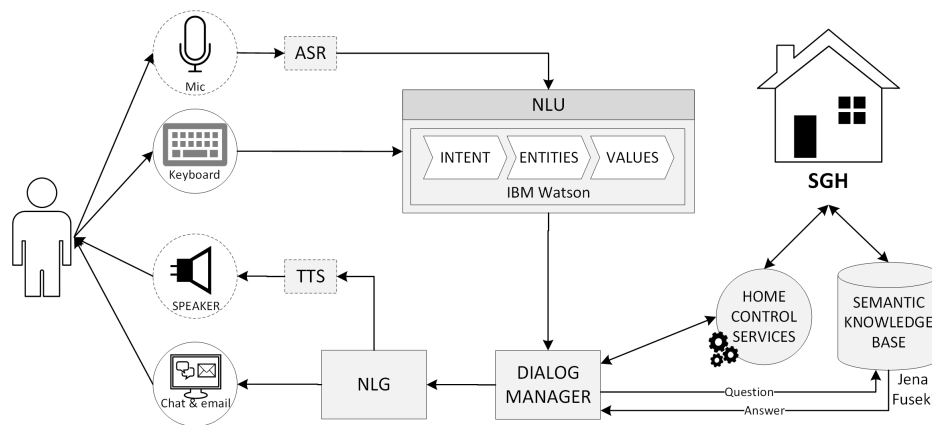 Mic
ASR
NLU
Keyboard
INTENT
ENTITIES
VALUES
IBM Watson
SGH
SPEAKER
TTS
HOME
CONTROL
SERVICES
SEMANTIC
KNOWLEDGE
BASE
Chat & email
NLG
DIALOG
MANAGER
Question
Answer
Jena
Fusek